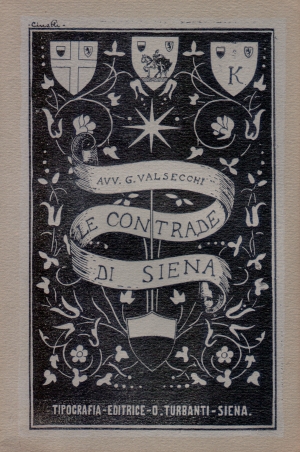 K
AVV. G. VALSECCHI
LE CONTRADE
DI SIENA
TIPOGRAFIA-EDITRICE-O. TURBANTI-SIENA.